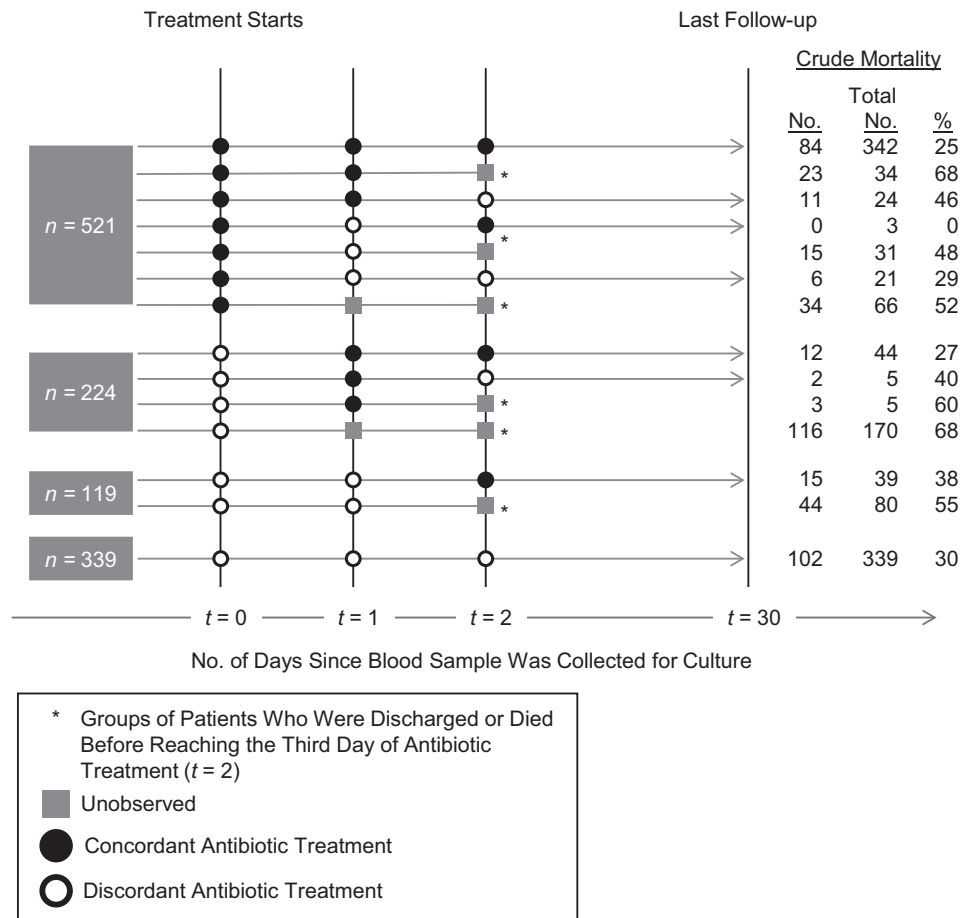 Treatment Starts
Last Follow-up
Crude Mortality
Total
No. No. %
84 342 25
* 23 34 68
11 24 46
n = 521 0 3 0
* 15 31 48
6 21 29
* 34 66 52
12 44 27
n = 224 2 5 40
* 3 5 60
* 116 170 68
n = 119 15 39 38
* 44 80 55
n = 339 102 339 30
t = 0 t = 1 t = 2 t = 30
No. of Days Since Blood Sample Was Collected for Culture
* Groups of Patients Who Were Discharged or Died
Before Reaching the Third Day of Antibiotic
Treatment (t = 2)
Unobserved
Concordant Antibiotic Treatment
Discordant Antibiotic Treatment